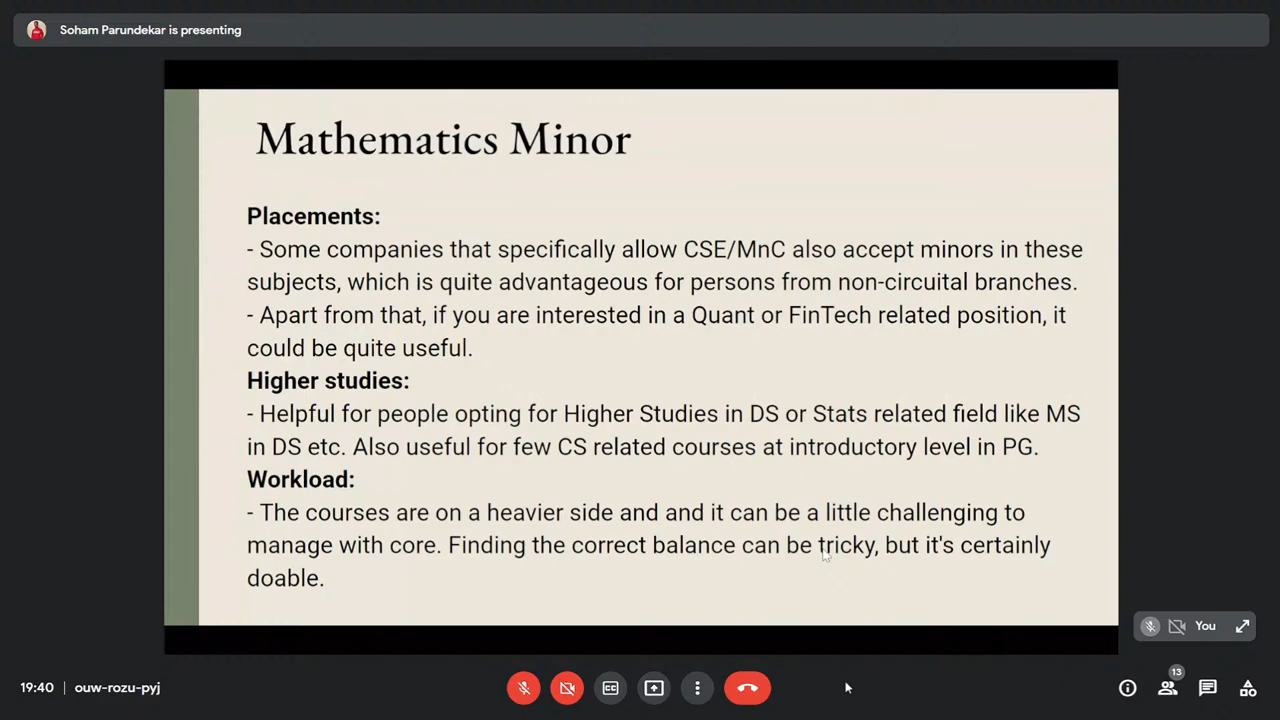 Soham Parundekar is presenting
Mathematics Minor
Placements:
- Some companies that specifically allow CSE/MnC also accept minors in these
subjects, which is quite advantageous for persons from non-circuital branches.
- Apart from that, if you are interested in a Quant or FinTech related position, it
could be quite useful.
Higher studies:
- Helpful for people opting for Higher Studies in DS or Stats related field like MS
in DS etc. Also useful for few CS related courses at introductory level in PG.
Workload:
- The courses are on a heavier side and and it can be a little challenging to
manage with core. Finding the correct balance can be tricky, but it's certainly
doable.
You
13
19:40 | ouw-rozu-pyj
CC